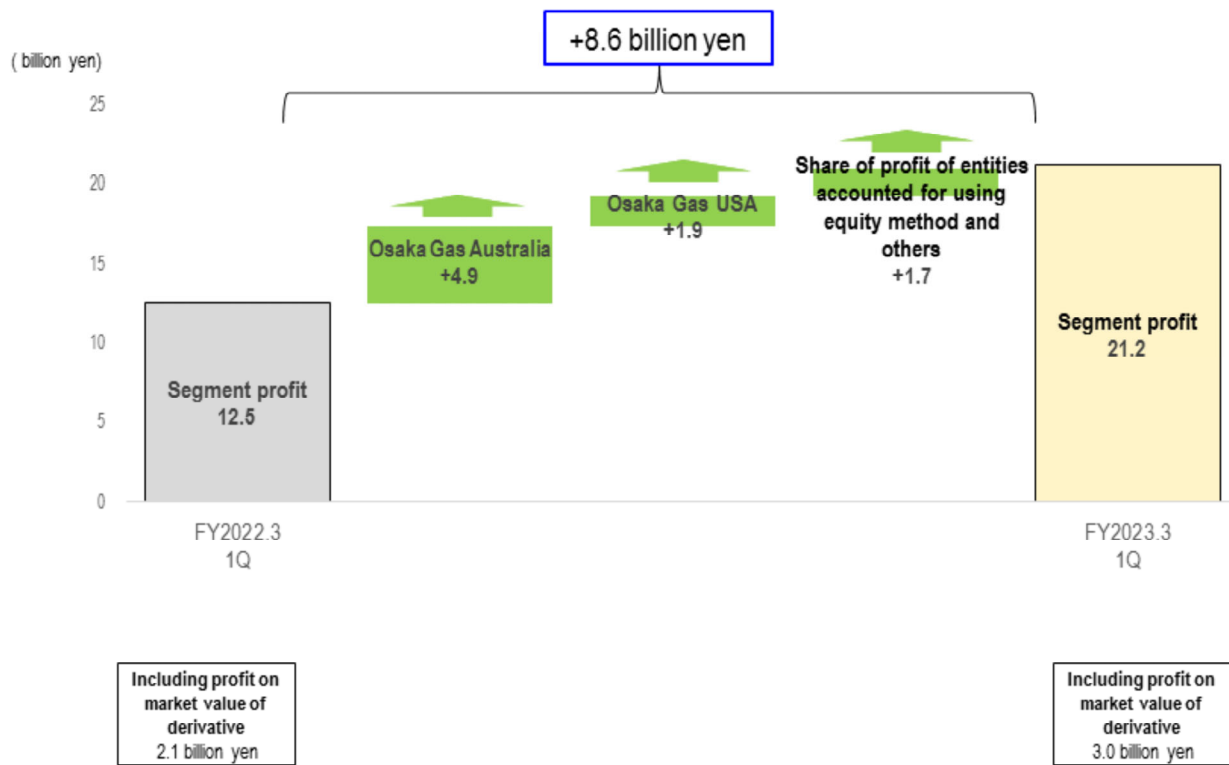 +8.6 billion yen
( billion yen)
25
20
15
10
5
0
Segment profit
12.5
Osaka Gas Australia
+4.9
Osaka Gas USA
+1.9
Share of profit of entities
accounted for using
equity method and
others
+1.7
Segment profit
21.2
FY2022.3
1Q
FY2023.3
1Q
Including profit on
market value of
derivative
2.1 billion yen
Including profit on
market value of
derivative
3.0 billion yen